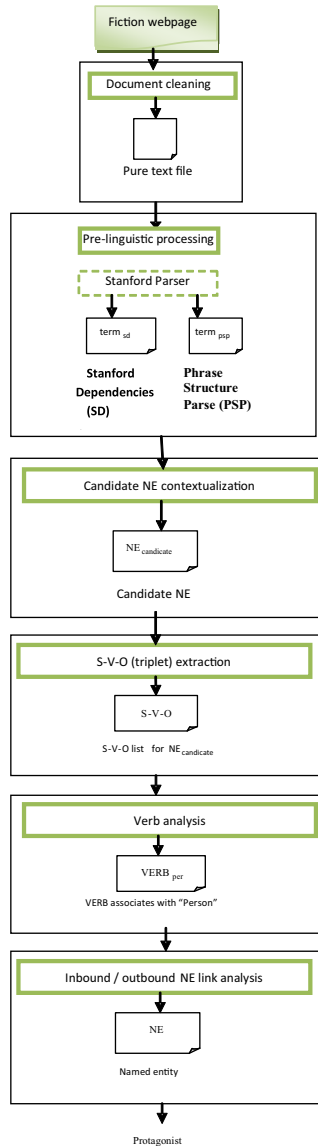 Fiction webpage
Document cleaning
Pure text file
Pre-linguistic processing
Stanford Parser
term sd
term psp
Stanford
Dependencies
(SD)
Phrase
Structure
Parse (PSP)
Candidate NE contextualization
NE candicate
Candidate NE
S-V-O (triplet) extraction
S-V-O
S-V-O list for NE candicate
Verb analysis
VERB per
VERB associates with "Person"
Inbound / outbound NE link analysis
NE
Named entity
Protagonist